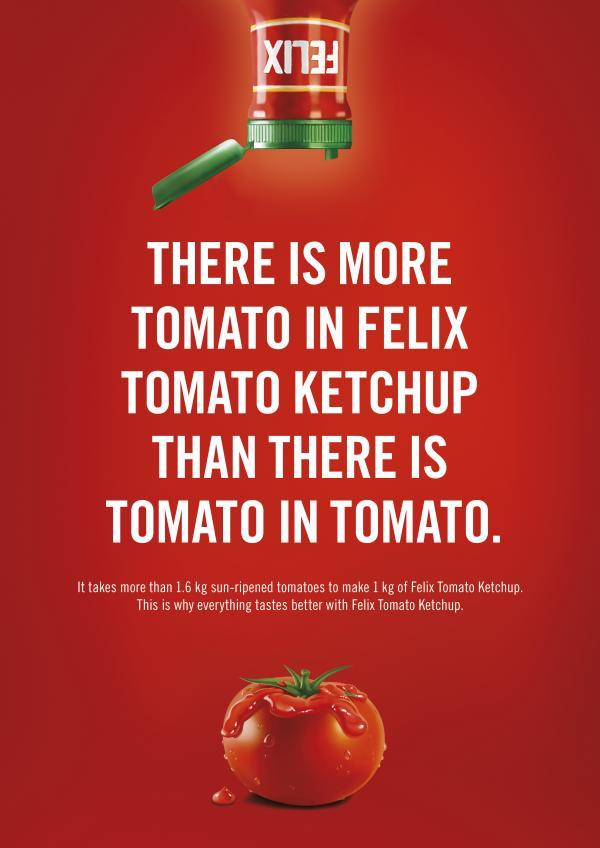 FELIX
THERE IS MORE
TOMATO IN FELIX
TOMATO KETCHUP
THAN THERE IS
TOMATO IN TOMATO.
It takes more than 1.6 kg sun-ripened tomatoes to make 1 kg of Felix Tomato Ketchup.
This is why everything tastes better with Felix Tomato Ketchup.